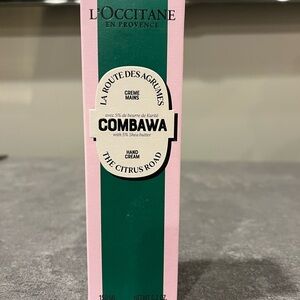 L'OCCITANE
EN PROVENCE
LA ROUTE DES AGRUMES
CREME
MAINS
avec 5% de beurre de Karité
COMBAWA
with 5% Shea butter
HAND
CREAM
THE CITRUS ROAD